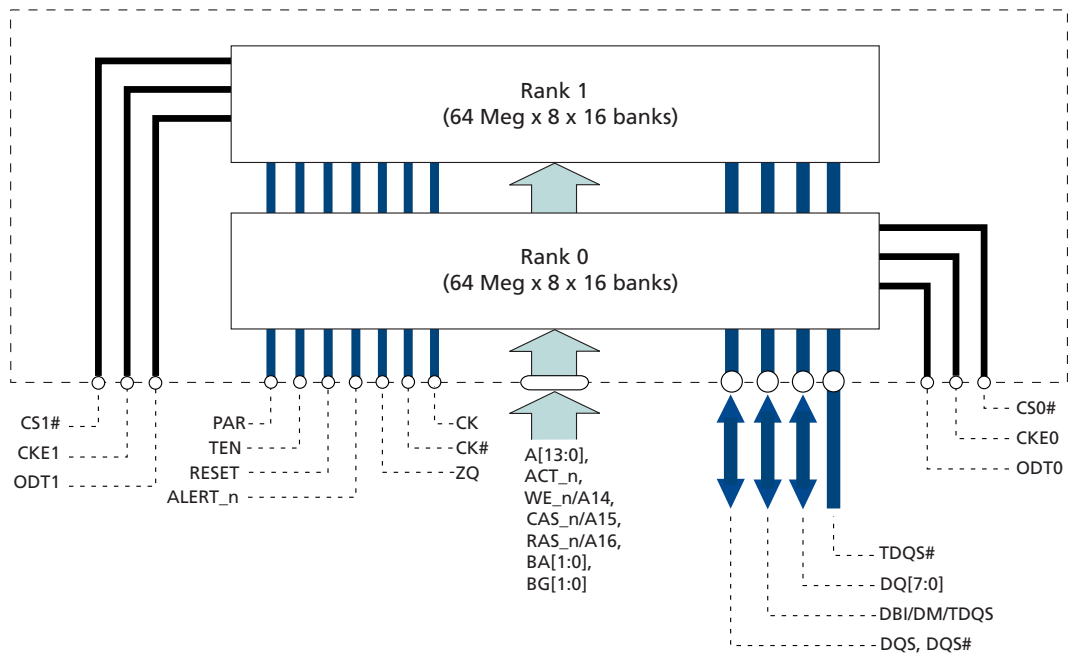 Rank 1
(64 Meg x 8 x 16 banks)
Rank 0
(64 Meg x 8 x 16 banks)
CS1#
CKE1
ODT1
PAR
TEN
RESET
ALERT_n
CK
CK#
ZQ
A[13:0],
ACT_n,
WE_n/A14,
CAS_n/A15,
RAS_n/A16,
BA[1:0],
BG[1:0]
CS0#
CKE0
ODT0
TDQS#
DQ[7:0]
DBI/DM/TDQS
DQS, DQS#